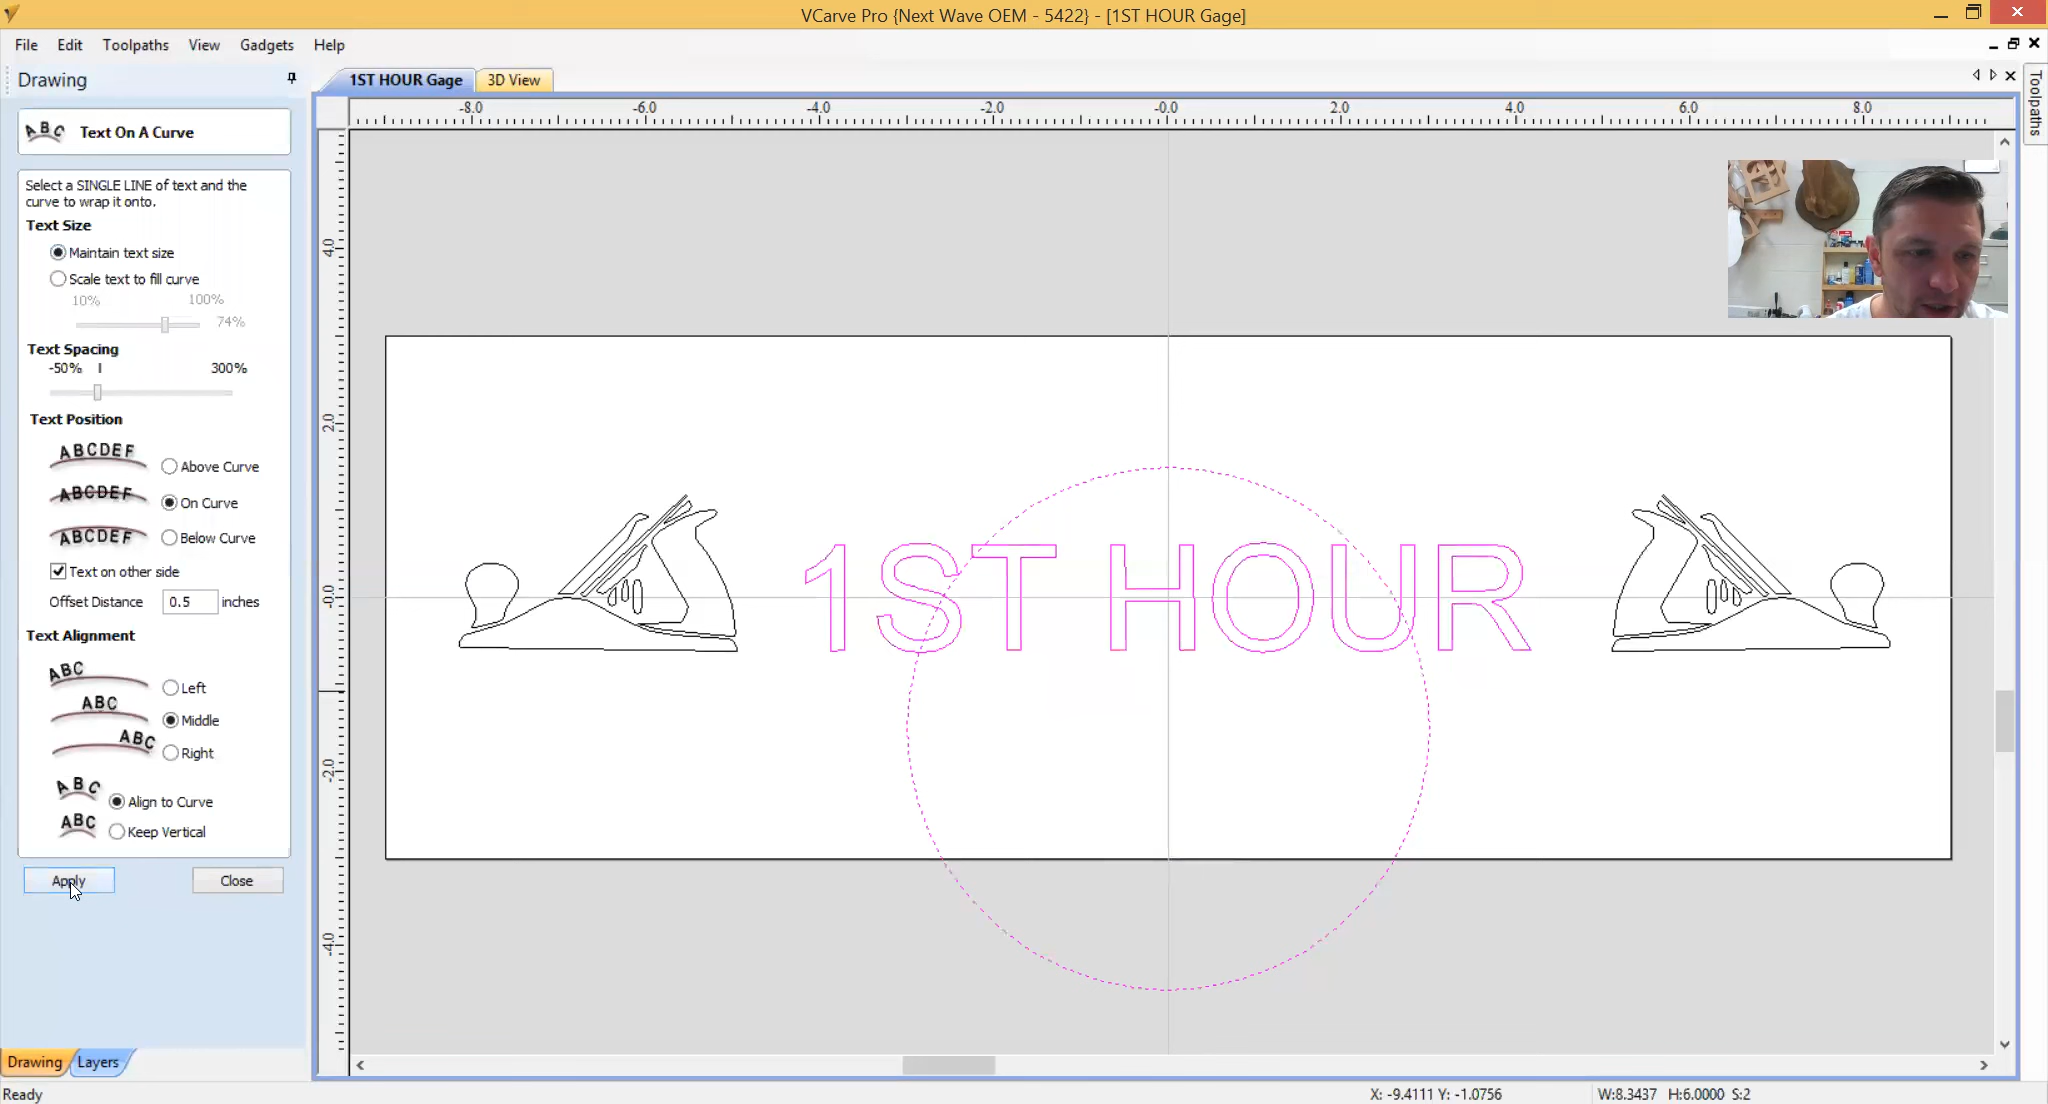 VCarve Pro {Next Wave OEM - 5422} - [1ST HOUR Gage]
File Edit Toolpaths View Gadgets Help
Drawing
1ST HOUR Gage 3D View
Toolpaths
-8.0 -6.0 -4.0 -2.0 -0.0 2.0 4.0 6.0 8.0
4.0
2.0
-0.0
-2.0
-4.0
ABC Text On A Curve
Select a SINGLE LINE of text and the
curve to wrap it onto.
Text Size
Maintain text size
Scale text to fill curve
10% 100%
74%
Text Spacing
-50% 300%
Text Position
ABCDEF Above Curve
ABCDEF On Curve
ABCDEF Below Curve
Text on other side
Offset Distance 0.5 inches
Text Alignment
ABC Left
ABC Middle
ABC Right
ABC Align to Curve
ABC Keep Vertical
Apply Close
1ST HOUR
Drawing Layers
Ready X: -9.4111 Y: -1.0756 W:8.3437 H:6.0000 S:2